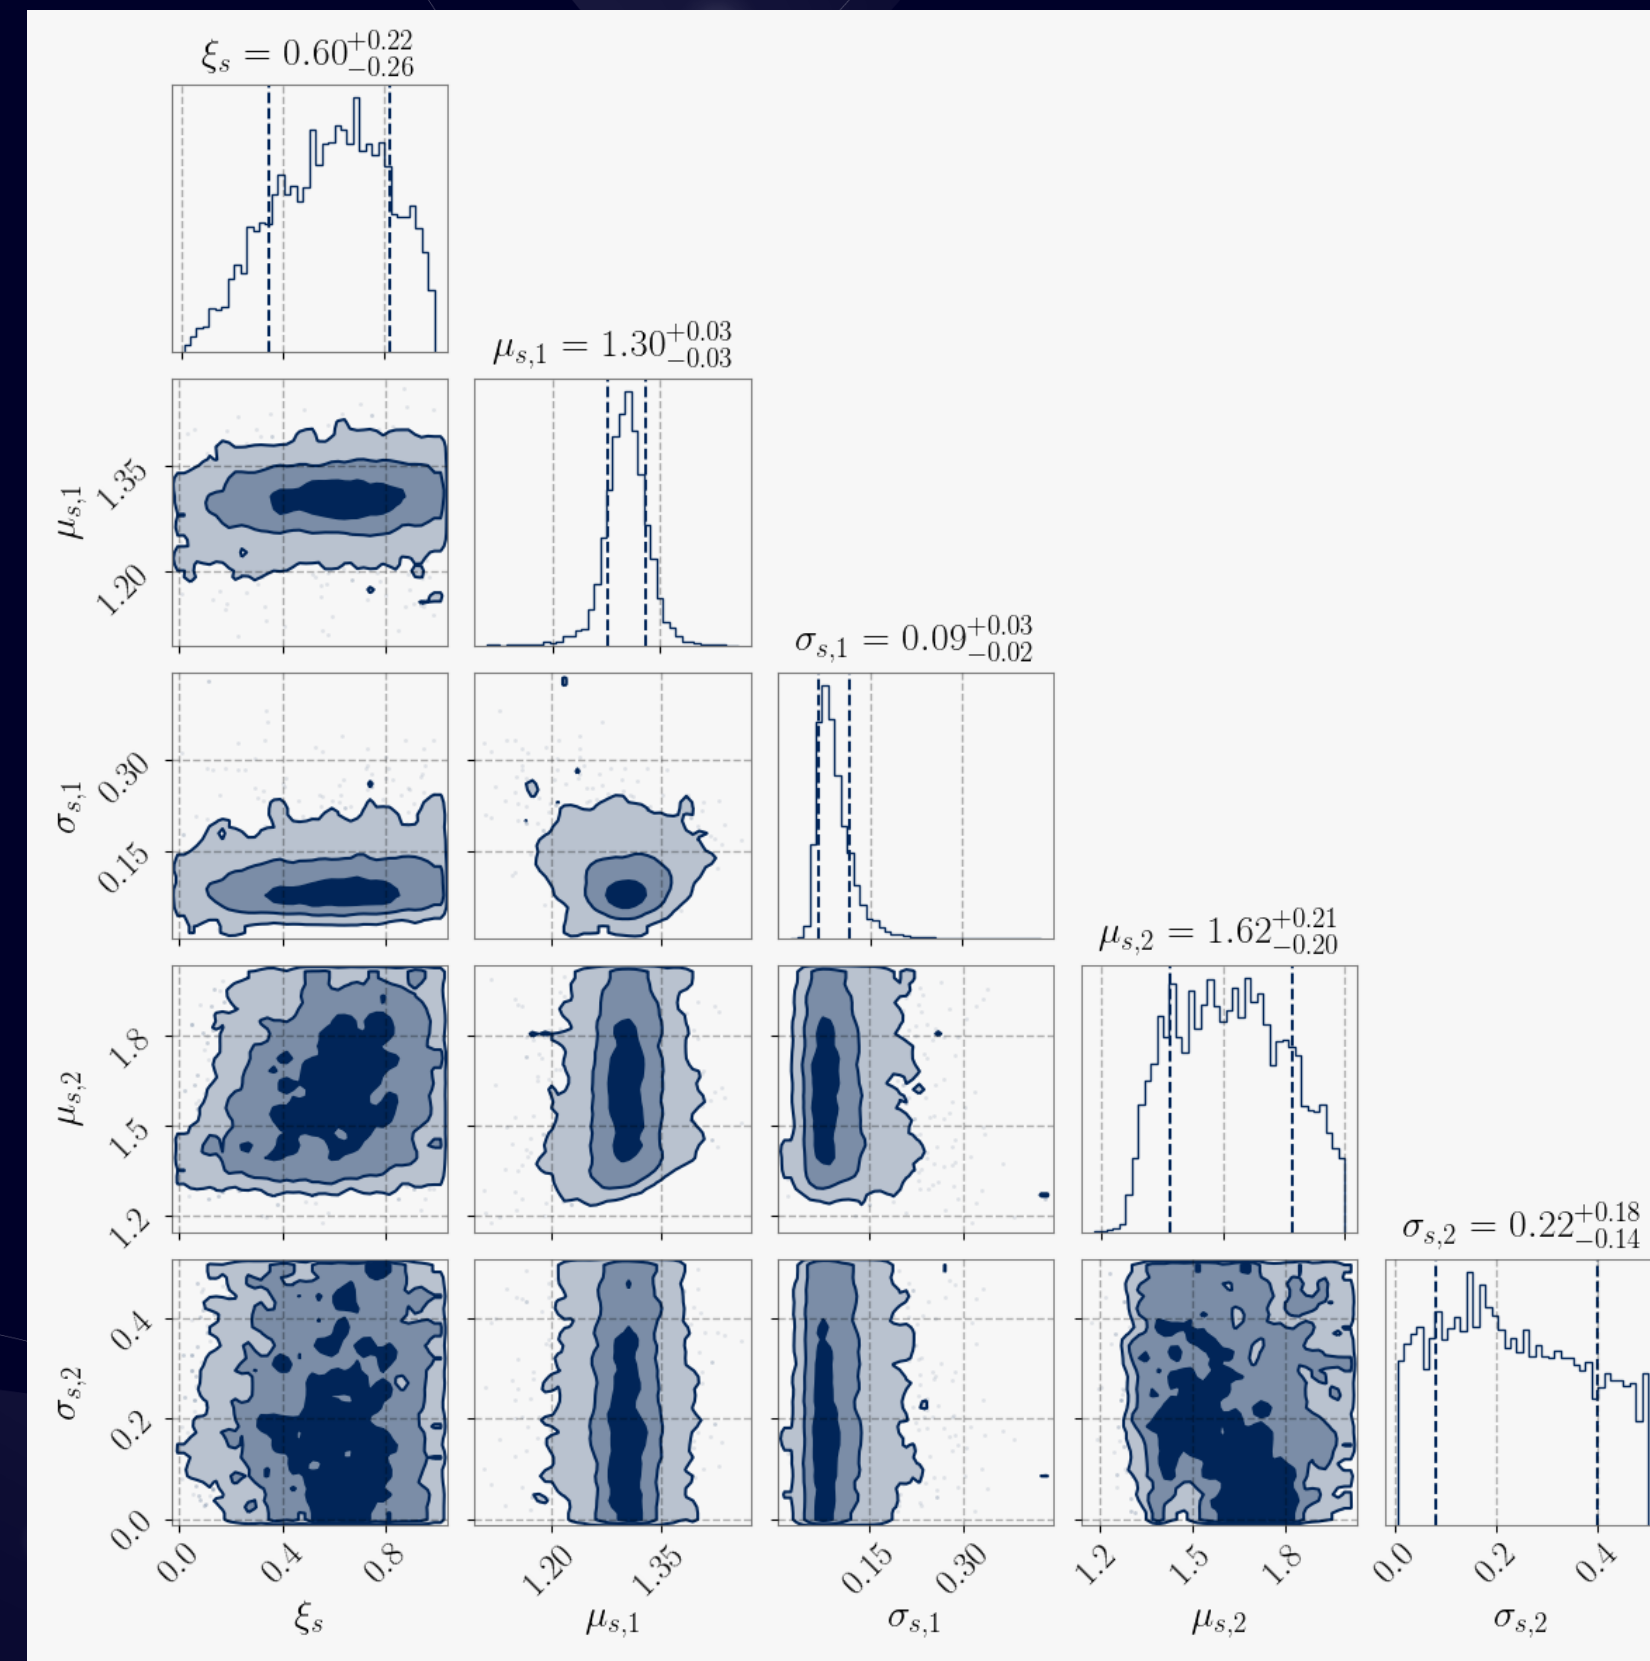 ξ_s = 0.60^{+0.22}_{-0.26}
μ_{s,1} = 1.30^{+0.03}_{-0.03}
μ_{s,1}
1.35
1.20
σ_{s,1} = 0.09^{+0.03}_{-0.02}
σ_{s,1}
0.30
0.15
μ_{s,2} = 1.62^{+0.21}_{-0.20}
μ_{s,2}
1.8
1.5
1.2
σ_{s,2} = 0.22^{+0.18}_{-0.14}
σ_{s,2}
0.4
0.2
0.0
0.0 0.4 0.8 1.20 1.35 0.15 0.30 1.2 1.5 1.8 0.0 0.2 0.4
ξ_s μ_{s,1} σ_{s,1} μ_{s,2} σ_{s,2}